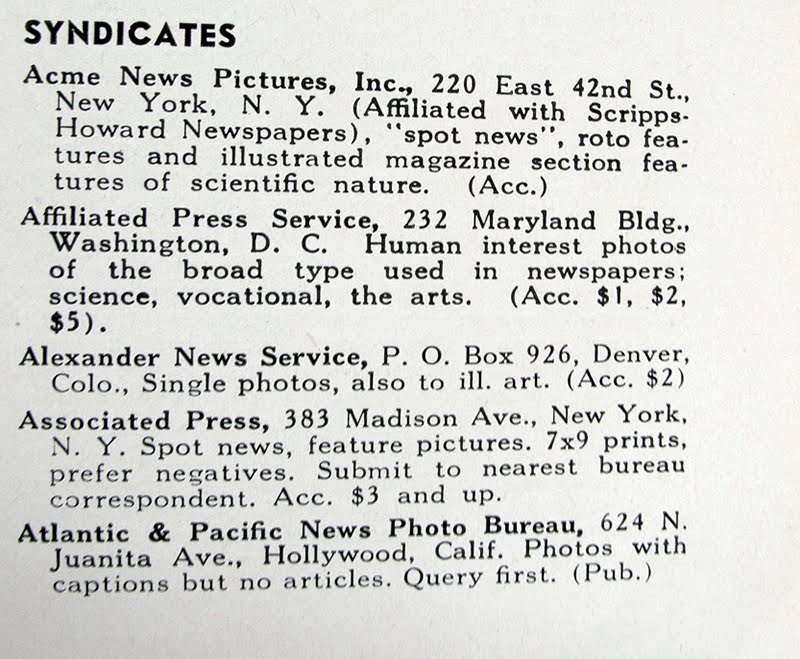 SYNDICATES
Acme News Pictures, Inc., 220 East 42nd St.,
New York, N. Y. (Affiliated with Scripps-
Howard Newspapers), "spot news", roto fea-
tures and illustrated magazine section fea-
tures of scientific nature. (Acc.)
Affiliated Press Service, 232 Maryland Bldg.,
Washington, D. C. Human interest photos
of the broad type used in newspapers;
science, vocational, the arts. (Acc. $1, $2,
$5).
Alexander News Service, P. O. Box 926, Denver,
Colo., Single photos, also to ill. art. (Acc. $2)
Associated Press, 383 Madison Ave., New York,
N. Y. Spot news, feature pictures. 7x9 prints,
prefer negatives. Submit to nearest bureau
correspondent. Acc. $3 and up.
Atlantic & Pacific News Photo Bureau, 624 N.
Juanita Ave., Hollywood, Calif. Photos with
captions but no articles. Query first. (Pub.)